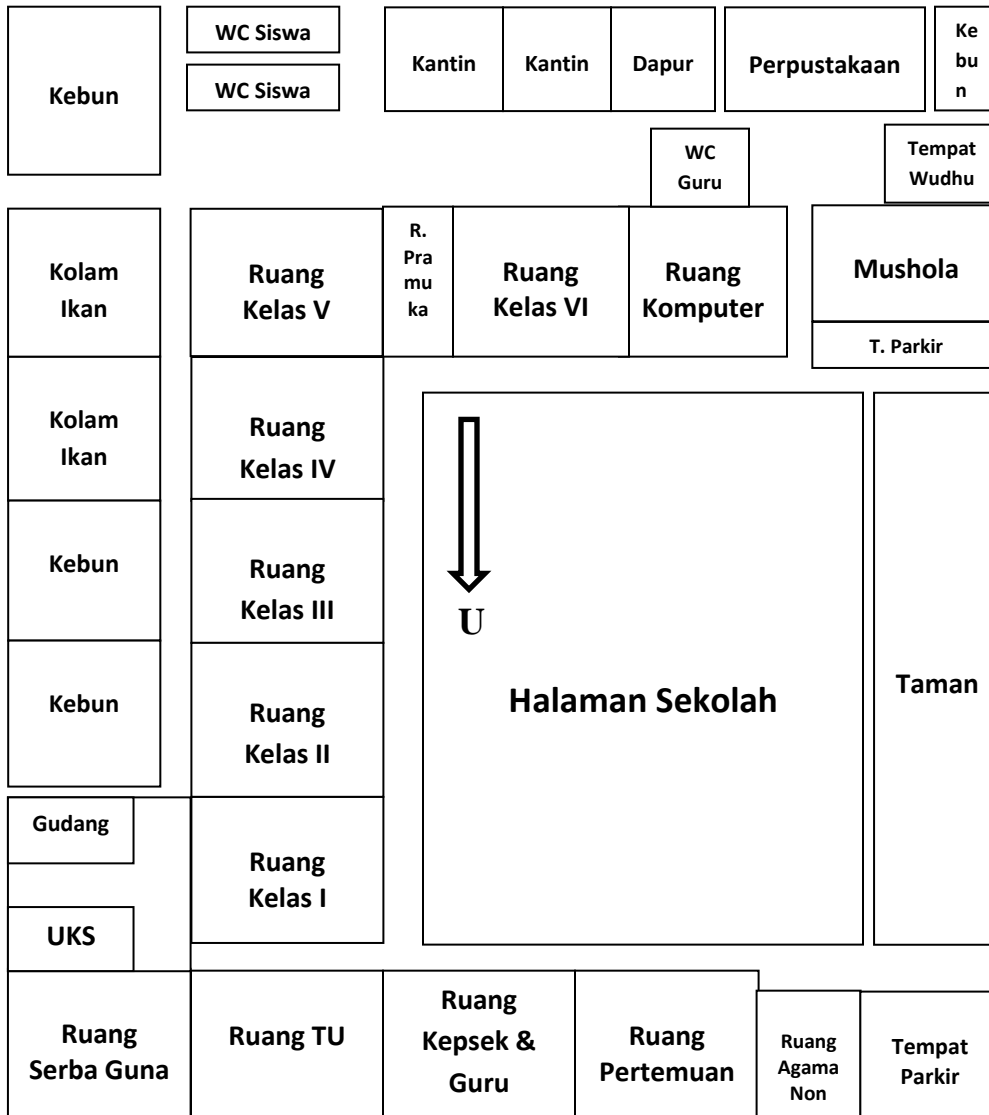 Kebun
WC Siswa
WC Siswa
Kantin
Kantin
Dapur
Perpustakaan
Ke
bu
n
WC
Guru
Tempat
Wudhu
Kolam
Ikan
Ruang
Kelas V
R.
Pra
mu
ka
Ruang
Kelas VI
Ruang
Komputer
Mushola
T. Parkir
Kolam
Ikan
Ruang
Kelas IV
Kebun
Ruang
Kelas III
U
Halaman Sekolah
Taman
Kebun
Ruang
Kelas II
Gudang
Ruang
Kelas I
UKS
Ruang
Serba Guna
Ruang TU
Ruang
Kepsek &
Guru
Ruang
Pertemuan
Ruang
Agama
Non
Tempat
Parkir